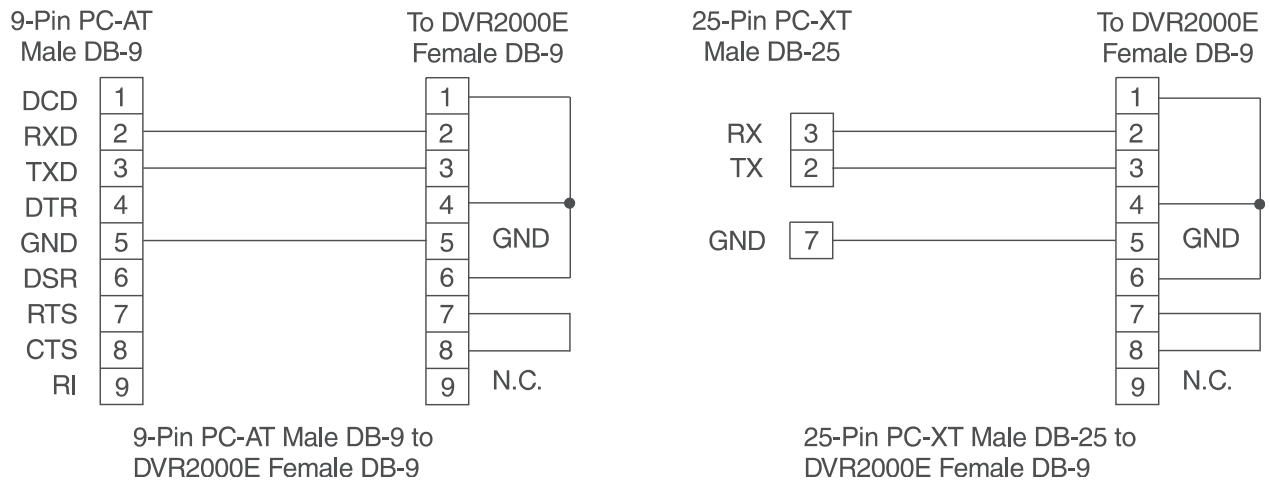 9-Pin PC-AT
Male DB-9
To DVR2000E
Female DB-9
DCD 1 1
RXD 2 2
TXD 3 3
DTR 4 4
GND 5 5 GND
DSR 6 6
RTS 7 7
CTS 8 8
RI 9 9 N.C.
9-Pin PC-AT Male DB-9 to
DVR2000E Female DB-9
25-Pin PC-XT
Male DB-25
To DVR2000E
Female DB-9
1
RX 3 2
TX 2 3
4
GND 7 5 GND
6
7
8
9 N.C.
25-Pin PC-XT Male DB-25 to
DVR2000E Female DB-9